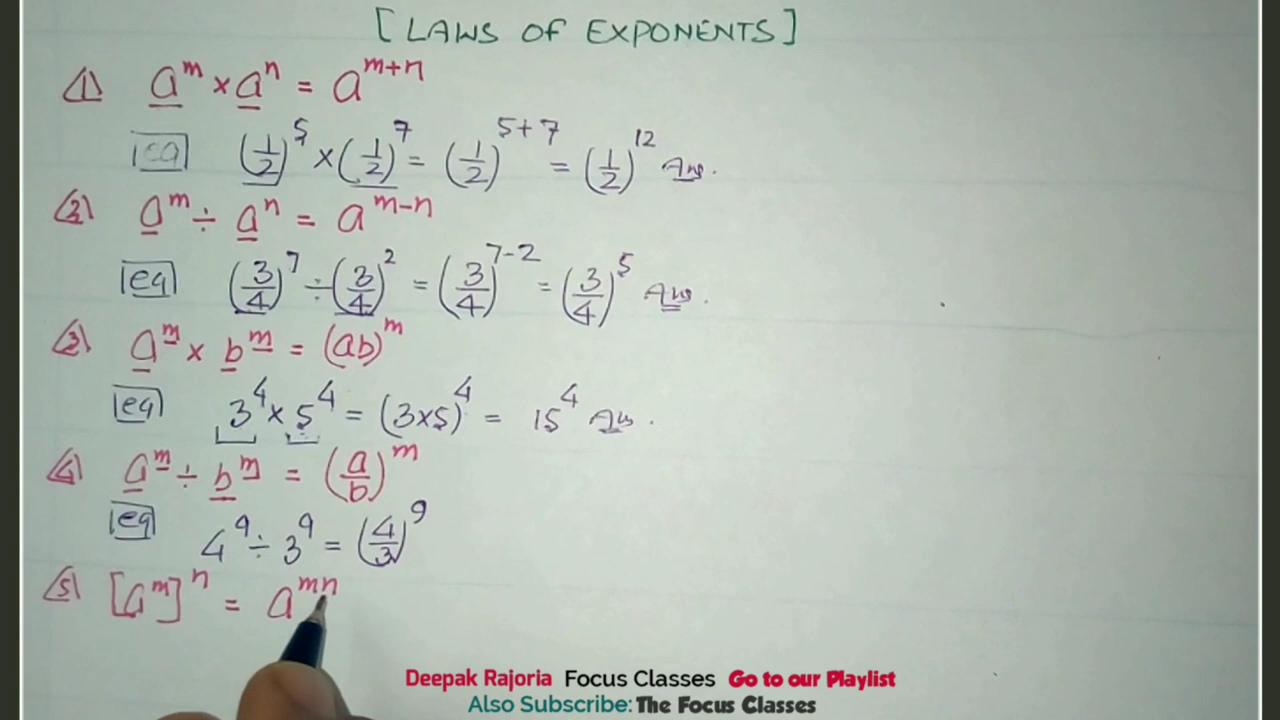 [LAWS OF EXPONENTS]
(1) a^m × a^n = a^(m+n)
eg (1/2)^5 × (1/2)^7 = (1/2)^(5+7) = (1/2)^12 Ans.
(2) a^m ÷ a^n = a^(m-n)
eg (3/4)^7 ÷ (3/4)^2 = (3/4)^(7-2) = (3/4)^5 Ans.
(3) a^m × b^m = (ab)^m
eg 3^4 × 5^4 = (3×5)^4 = 15^4 Ans.
(4) a^m ÷ b^m = (a/b)^m
eg 4^9 ÷ 3^9 = (4/3)^9
(5) [a^m]^n = a^mn
Deepak Rajoria Focus Classes Go to our Playlist
Also Subscribe: The Focus Classes